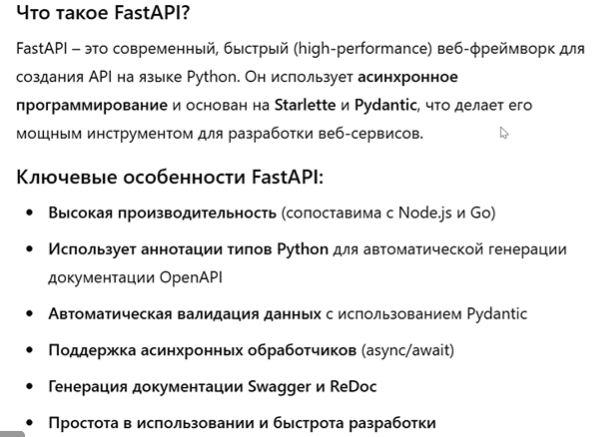 Что такое FastAPI?
FastAPI – это современный, быстрый (high-performance) веб-фреймворк для
создания API на языке Python. Он использует асинхронное
программирование и основан на Starlette и Pydantic, что делает его
мощным инструментом для разработки веб-сервисов.
Ключевые особенности FastAPI:
• Высокая производительность (сопоставима с Node.js и Go)
• Использует аннотации типов Python для автоматической генерации
документации OpenAPI
• Автоматическая валидация данных с использованием Pydantic
• Поддержка асинхронных обработчиков (async/await)
• Генерация документации Swagger и ReDoc
• Простота в использовании и быстрота разработки